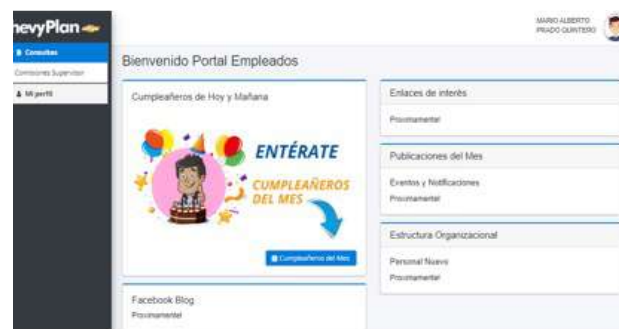 hevyPlan
MARIO ALBERTO
PRADO QUINTERO
Consultas
Comisiones Supervisor
Mi perfil
Bienvenido Portal Empleados
Cumpleañeros de Hoy y Mañana
ENTÉRATE
CUMPLEAÑEROS
DEL MES
Cumpleañeros del Mes
Facebook Blog
Proximamente!
Enlaces de interés
Proximamente!
Publicaciones del Mes
Eventos y Notificaciones
Proximamente!
Estructura Organizacional
Personal Nuevo
Proximamente!